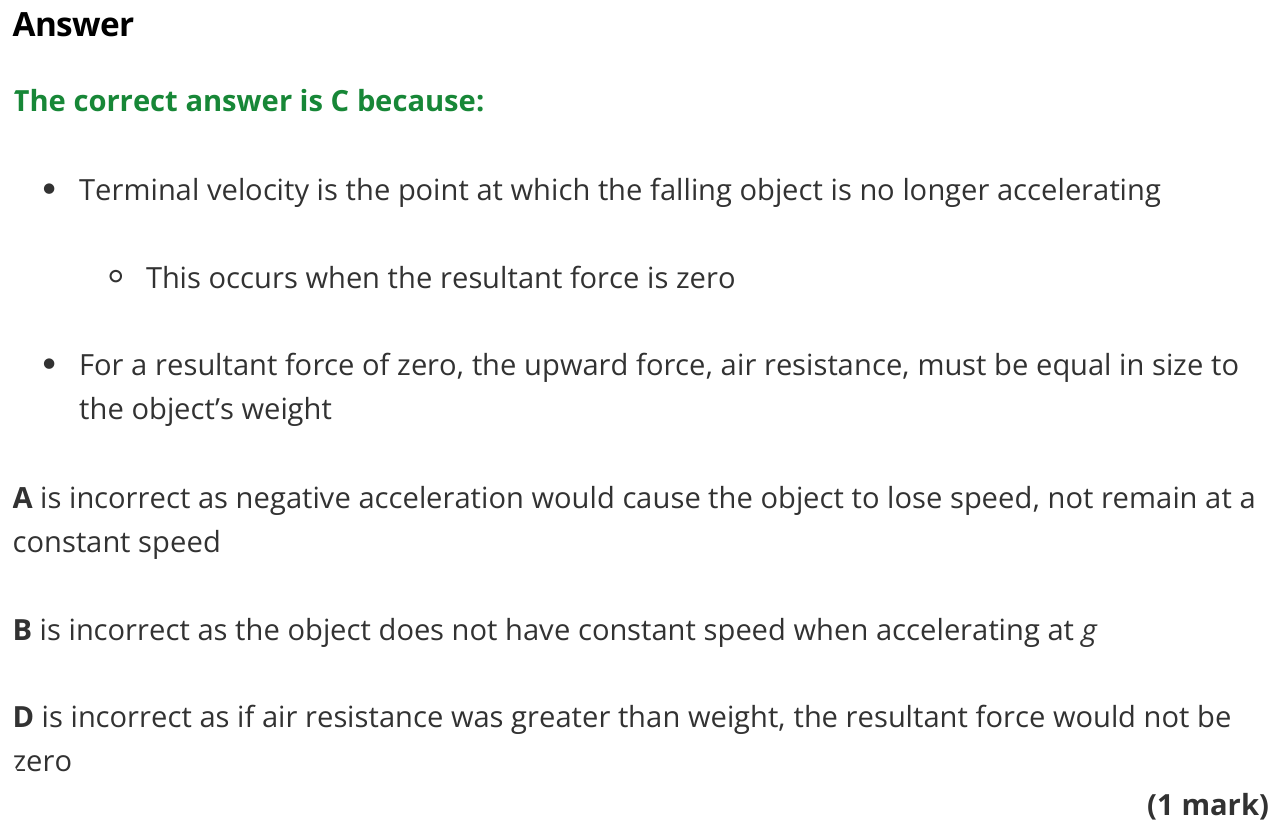 Answer
The correct answer is C because:
• Terminal velocity is the point at which the falling object is no longer accelerating
○ This occurs when the resultant force is zero
• For a resultant force of zero, the upward force, air resistance, must be equal in size to
the object’s weight
A is incorrect as negative acceleration would cause the object to lose speed, not remain at a
constant speed
B is incorrect as the object does not have constant speed when accelerating at g
D is incorrect as if air resistance was greater than weight, the resultant force would not be
zero
(1 mark)